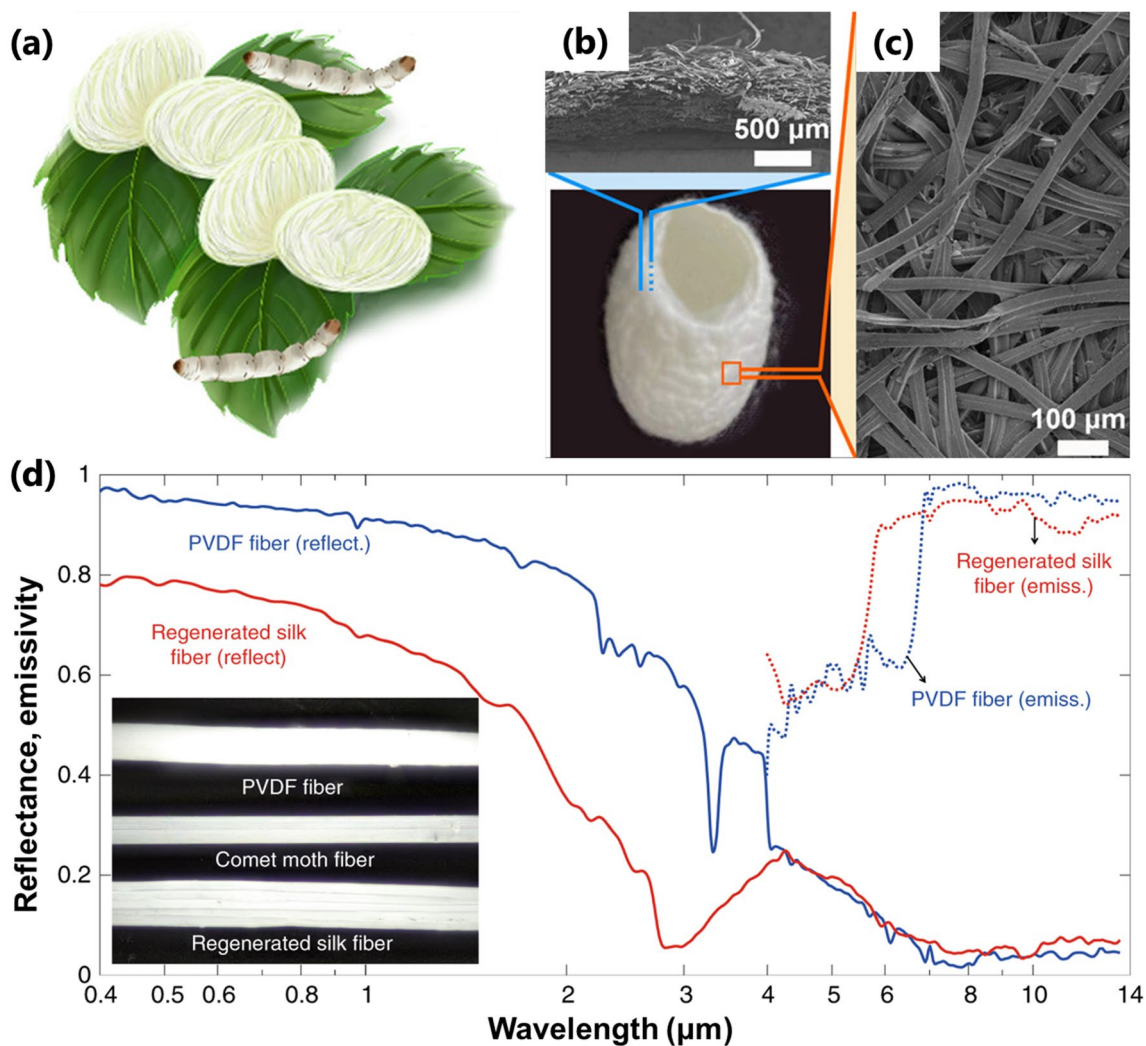 (a)
(b)
500 µm
(c)
100 µm
(d)
Reflectance, emissivity
1
0.8
0.6
0.4
0.2
0
PVDF fiber (reflect.)
Regenerated silk
fiber (reflect)
Regenerated silk
fiber (emiss.)
PVDF fiber (emiss.)
PVDF fiber
Comet moth fiber
Regenerated silk fiber
0.4 0.5 0.6 0.8 1 2 3 4 5 6 8 10 14
Wavelength (µm)